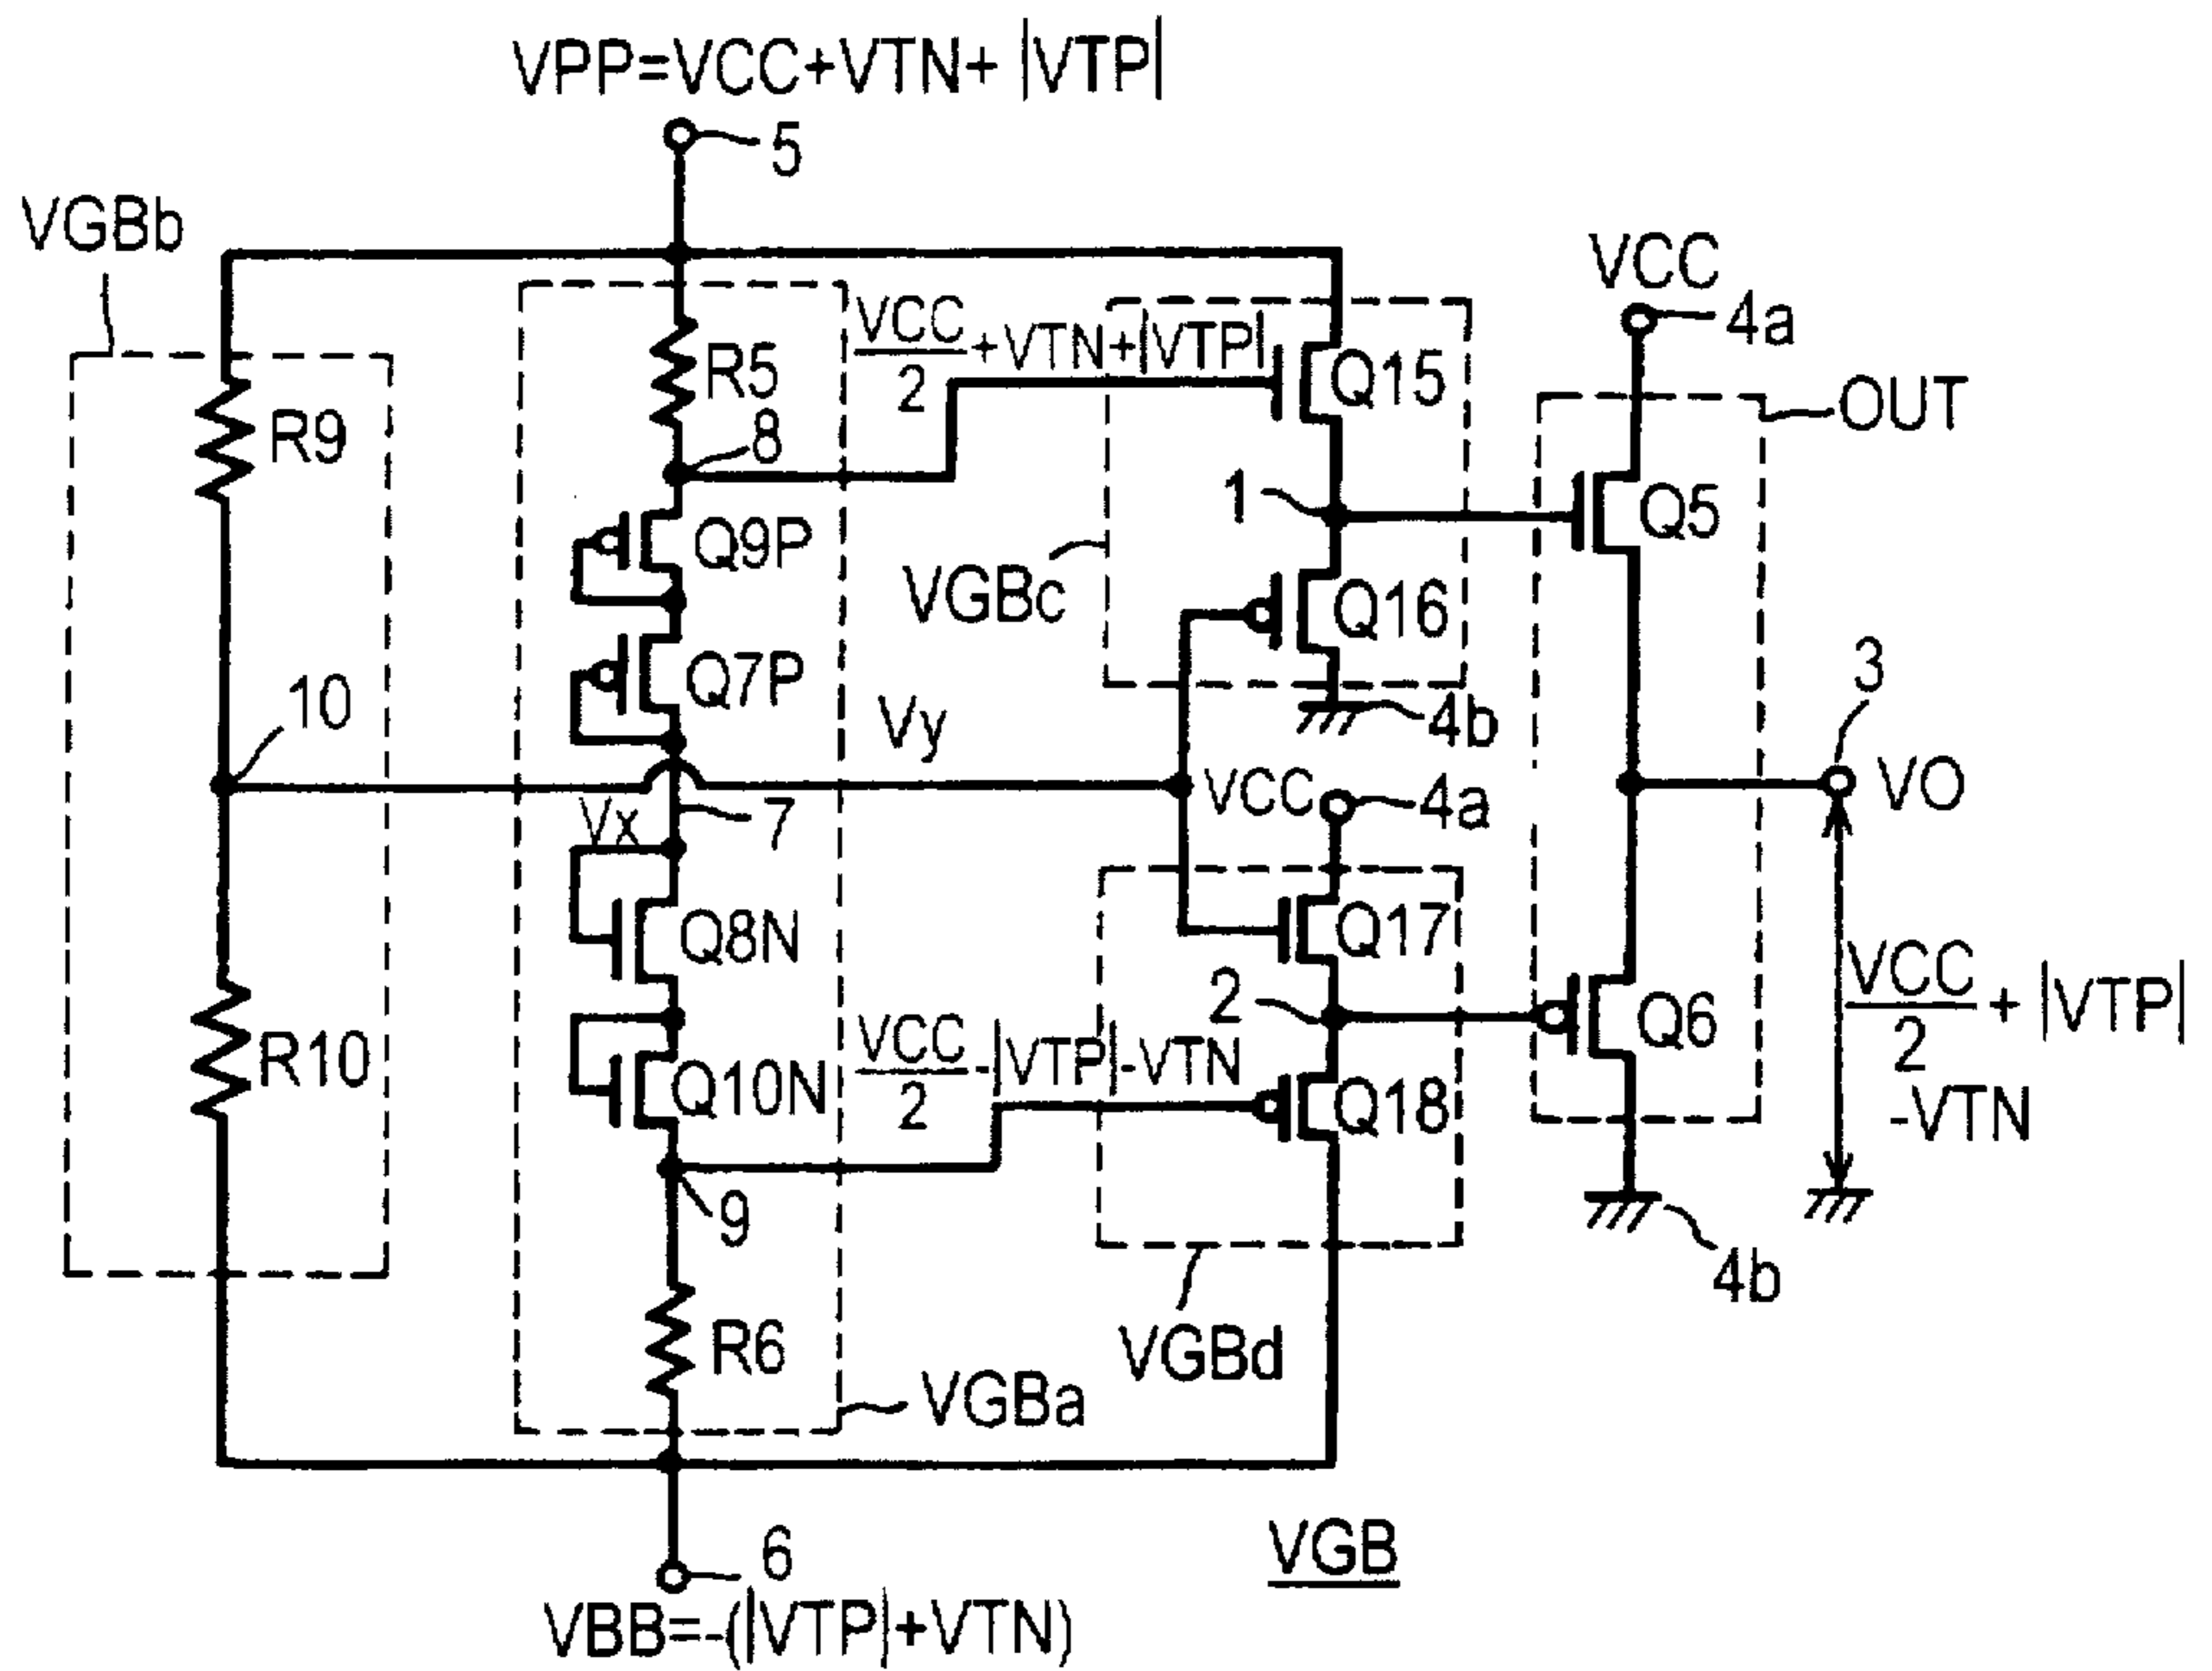 VPP=VCC+VTN+ |VTP|
5
VGBb
VCC
4a
R5
VCC/2 +VTN+|VTP|
Q15
OUT
R9
8
1
Q5
Q9P
VGBc
Q16
Q7P
10
Vy
4b
3
Vx
7
VCC
4a
VO
Q8N
Q17
2
VCC/2 + |VTP|
-VTN
R10
Q10N
VCC/2 -|VTP|-VTN
Q18
Q6
9
4b
R6
VGBd
VGBa
6
VGB
VBB=-(|VTP|+VTN)